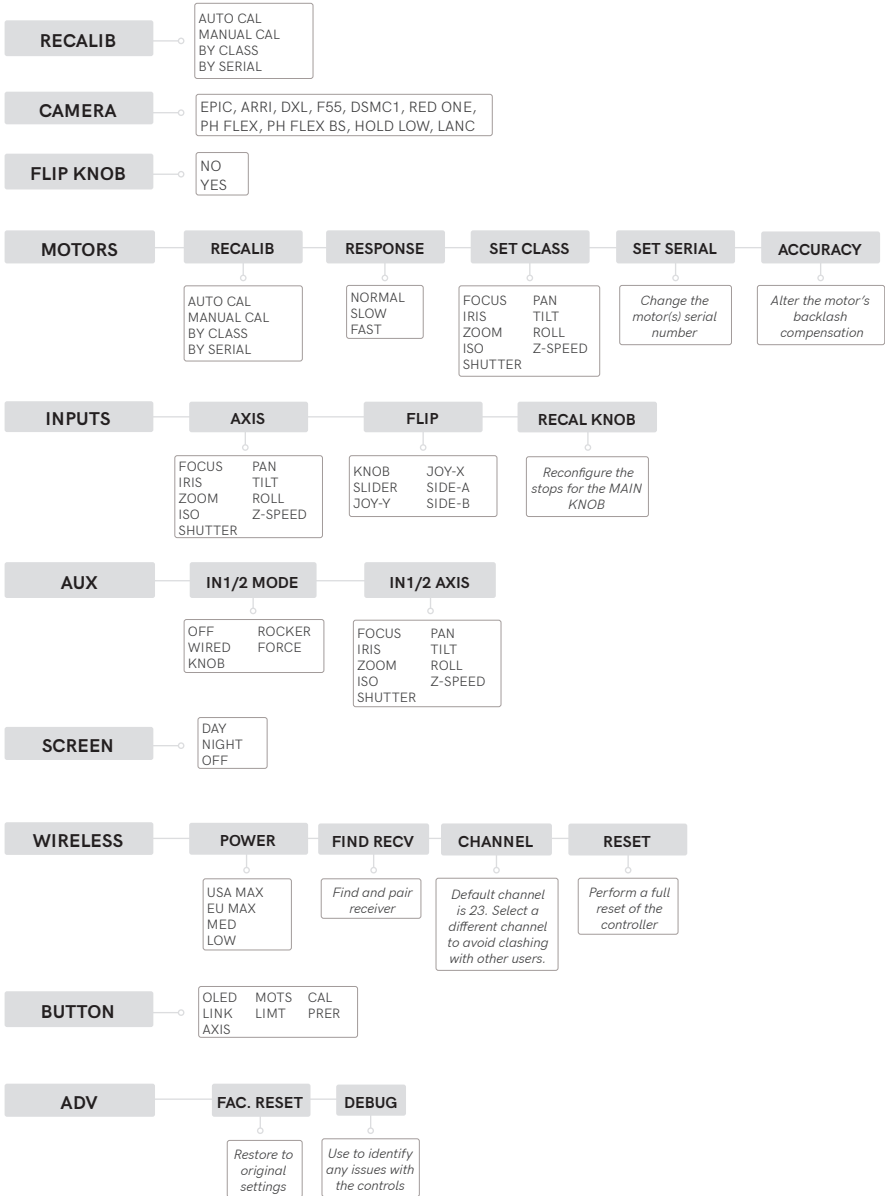 RECALIB
AUTO CAL
MANUAL CAL
BY CLASS
BY SERIAL
CAMERA
EPIC, ARRI, DXL, F55, DSMC1, RED ONE,
PH FLEX, PH FLEX BS, HOLD LOW, LANC
FLIP KNOB
NO
YES
MOTORS
RECALIB
RESPONSE
SET CLASS
SET SERIAL
ACCURACY
AUTO CAL
MANUAL CAL
BY CLASS
BY SERIAL
NORMAL
SLOW
FAST
FOCUS PAN
IRIS TILT
ZOOM ROLL
ISO Z-SPEED
SHUTTER
Change the
motor(s) serial
number
Alter the motor's
backlash
compensation
INPUTS
AXIS
FLIP
RECAL KNOB
FOCUS PAN
IRIS TILT
ZOOM ROLL
ISO Z-SPEED
SHUTTER
KNOB JOY-X
SLIDER SIDE-A
JOY-Y SIDE-B
Reconfigure the
stops for the MAIN
KNOB
AUX
IN1/2 MODE
IN1/2 AXIS
OFF ROCKER
WIRED FORCE
KNOB
FOCUS PAN
IRIS TILT
ZOOM ROLL
ISO Z-SPEED
SHUTTER
SCREEN
DAY
NIGHT
OFF
WIRELESS
POWER
FIND RECV
CHANNEL
RESET
USA MAX
EU MAX
MED
LOW
Find and pair
receiver
Default channel
is 23. Select a
different channel
to avoid clashing
with other users.
Perform a full
reset of the
controller
BUTTON
OLED MOTS CAL
LINK LIMT PRER
AXIS
ADV
FAC. RESET
DEBUG
Restore to
original
settings
Use to identify
any issues with
the controls